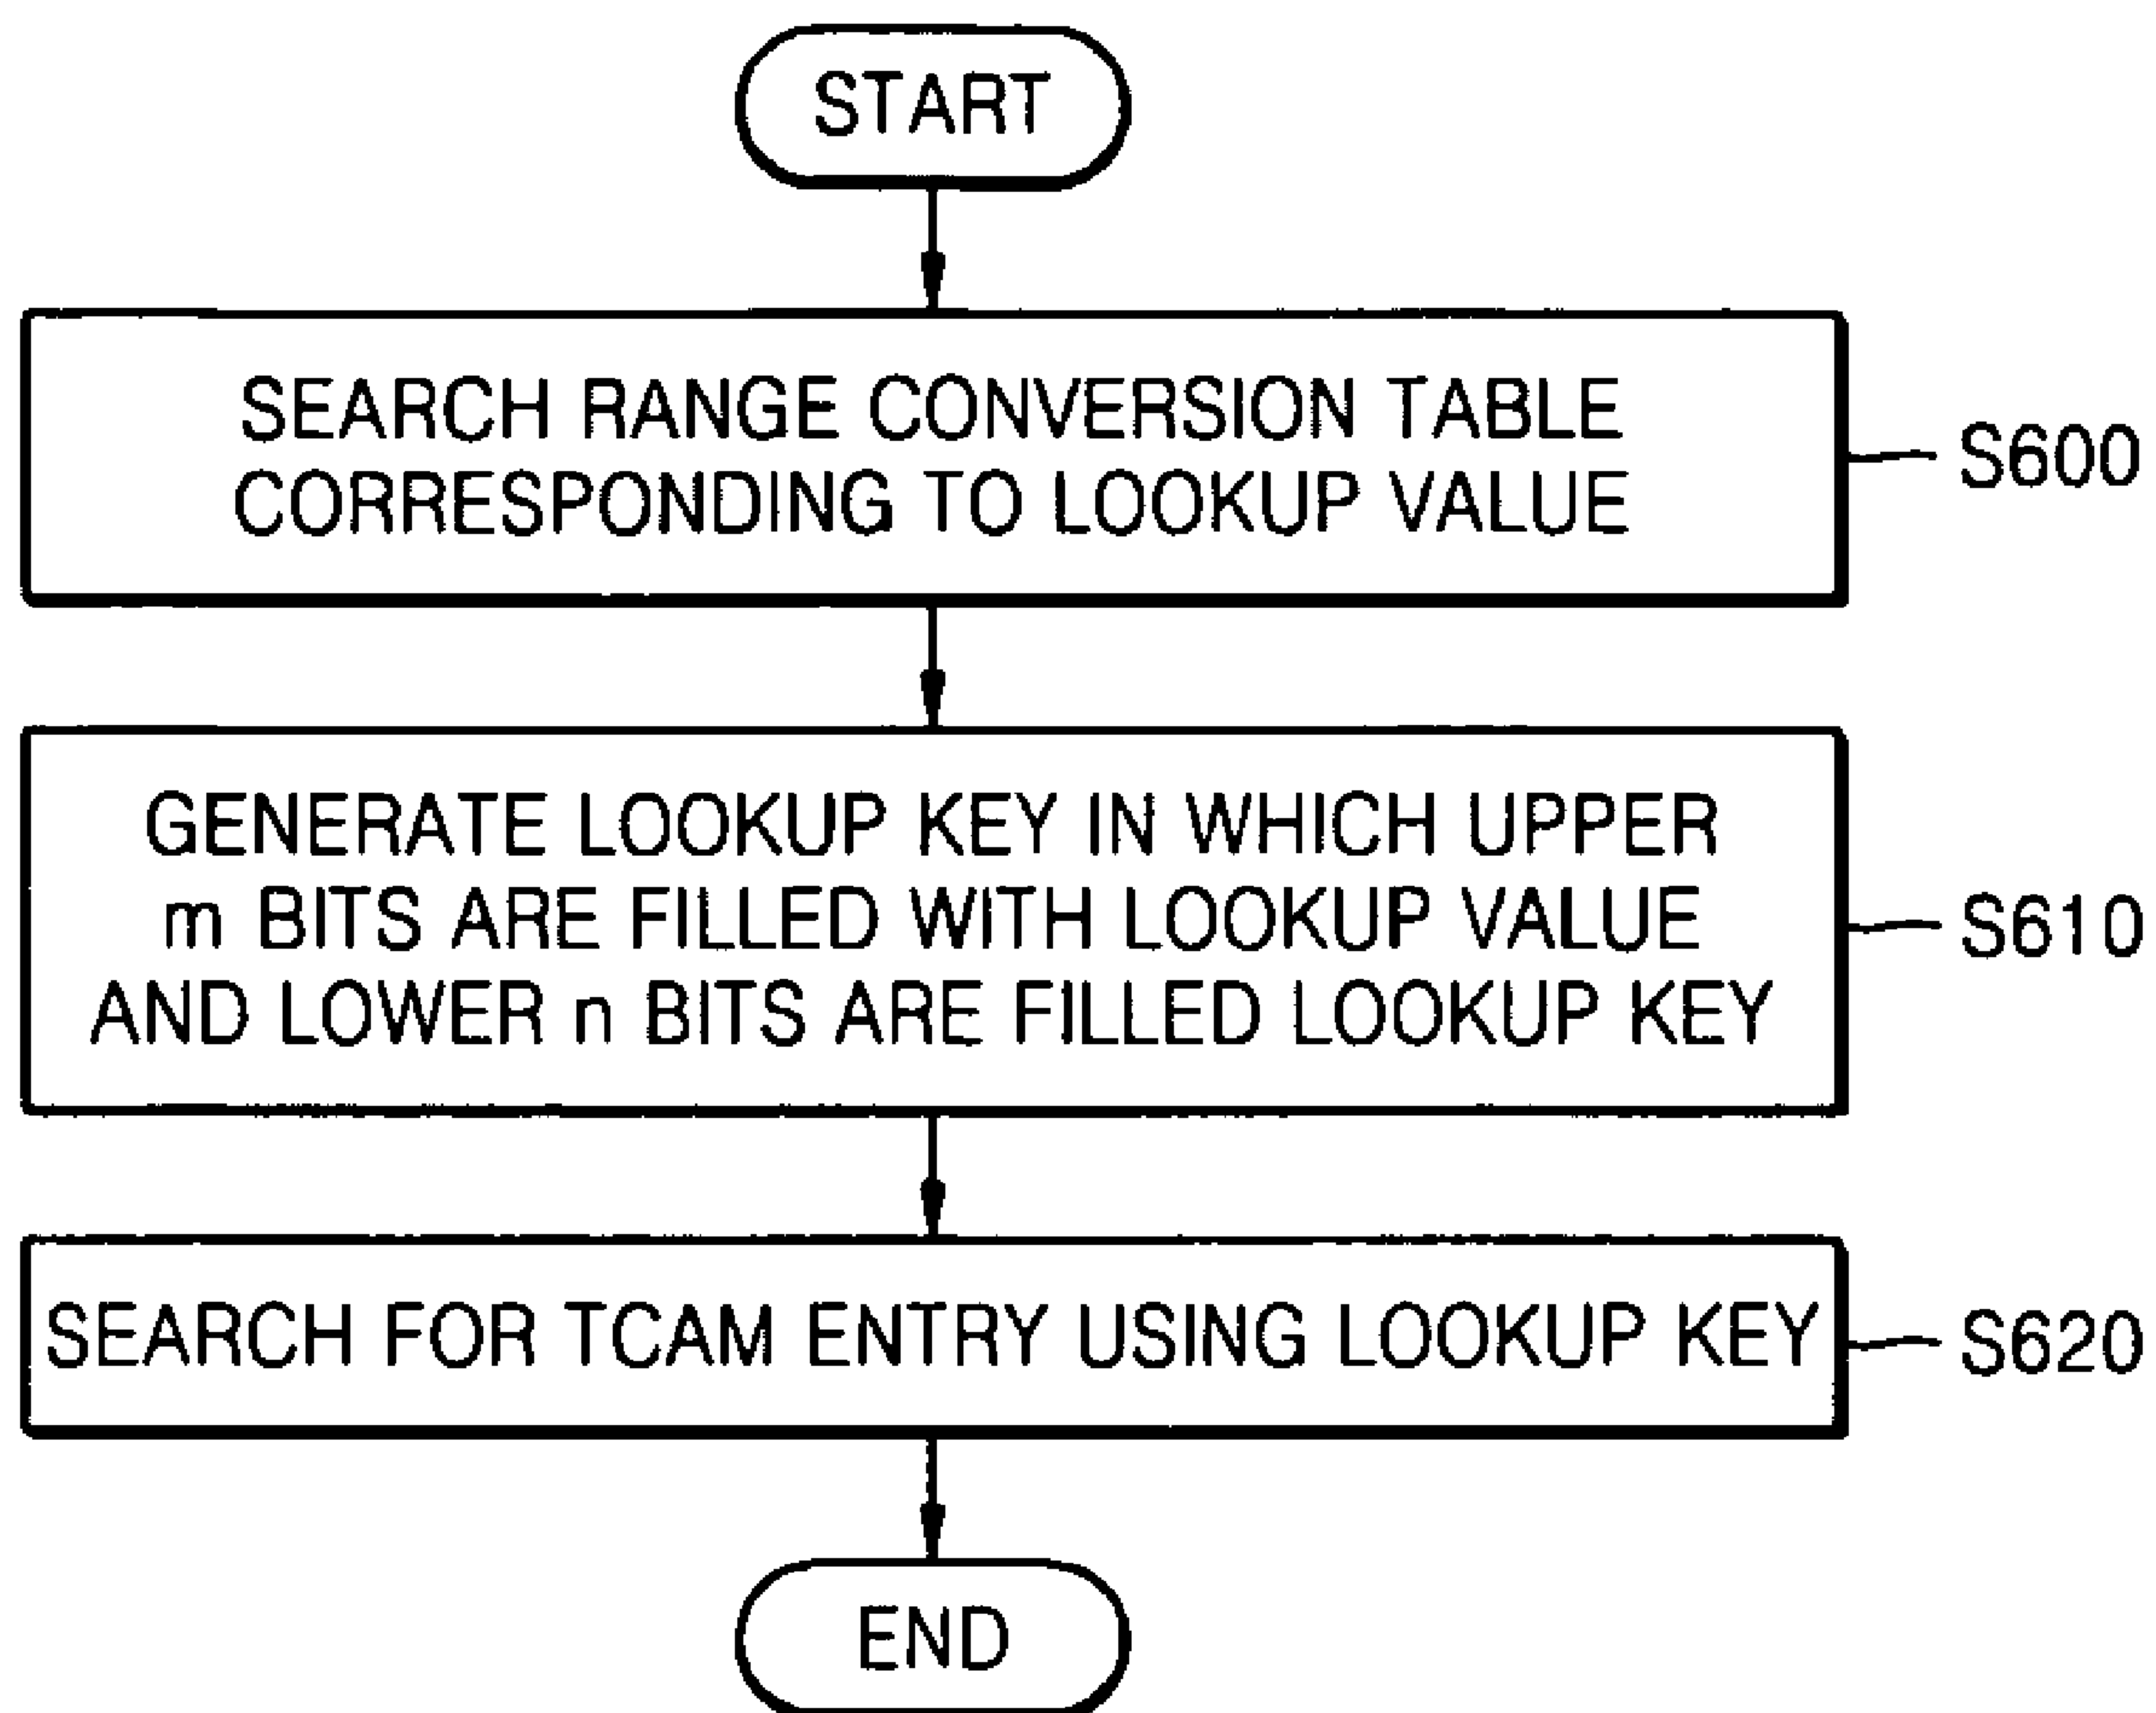 START
SEARCH RANGE CONVERSION TABLE
CORRESPONDING TO LOOKUP VALUE
S600
GENERATE LOOKUP KEY IN WHICH UPPER
m BITS ARE FILLED WITH LOOKUP VALUE
AND LOWER n BITS ARE FILLED LOOKUP KEY
S610
SEARCH FOR TCAM ENTRY USING LOOKUP KEY
S620
END